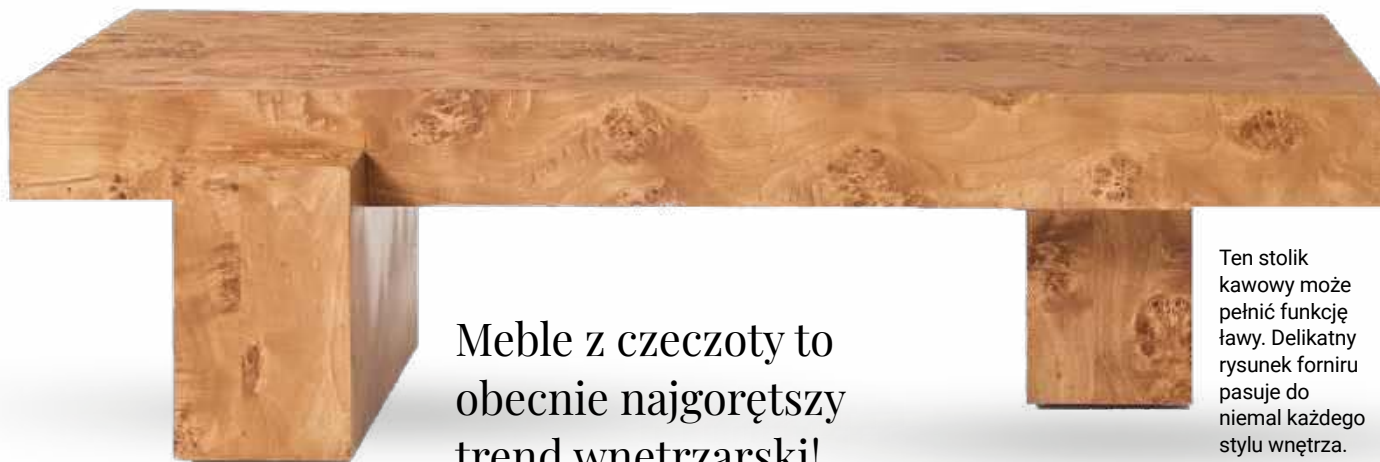 Meble z czeczoty to
obecnie najgorętszy
trend wnętrzarski!
Ten stolik
kawowy może
pełnić funkcję
ławy. Delikatny
rysunek forniru
pasuje do
niemal każdego
stylu wnętrza.